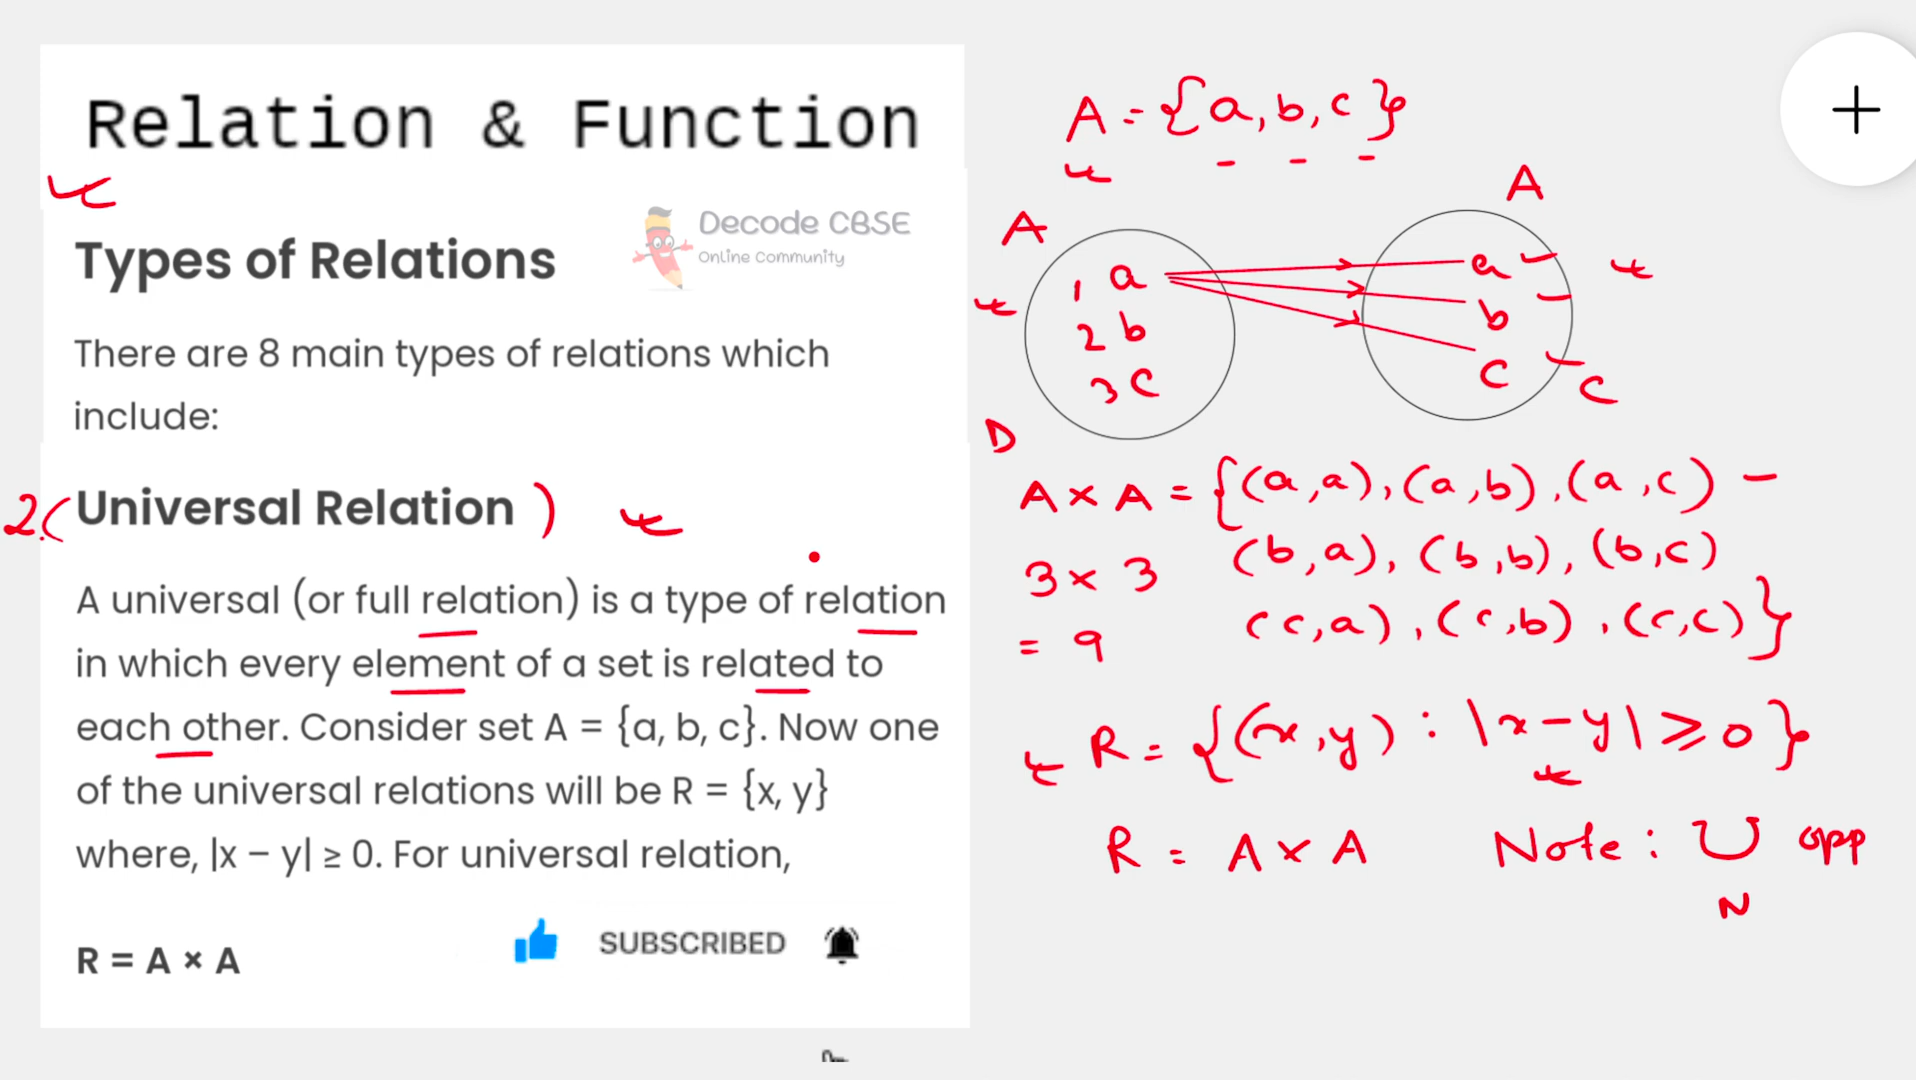 Relation & Function
Decode CBSE
Online Community
Types of Relations
There are 8 main types of relations which
include:
2. (Universal Relation)
A universal (or full relation) is a type of relation
in which every element of a set is related to
each other. Consider set A = {a, b, c}. Now one
of the universal relations will be R = {x, y}
where, |x – y| ≥ 0. For universal relation,
R = A × A
SUBSCRIBED
A = {a, b, c}
A
A
1 a
2 b
3 c
a
b
c
C
D
A × A = {(a,a), (a,b), (a,c) –
3 × 3
(b,a), (b,b), (b,c)
= 9
(c,a), (c,b), (c,c)}
R = {(x,y) : |x-y| ≥ 0}
R = A × A
Note: U opp
N